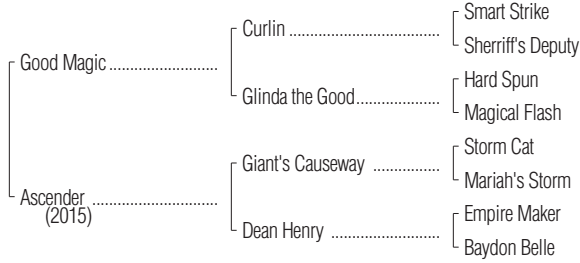 Smart Strike
Curlin
Sherriff's Deputy
Good Magic
Hard Spun
Glinda the Good
Magical Flash
Storm Cat
Giant's Causeway
Mariah's Storm
Ascender
(2015)
Empire Maker
Dean Henry
Baydon Belle